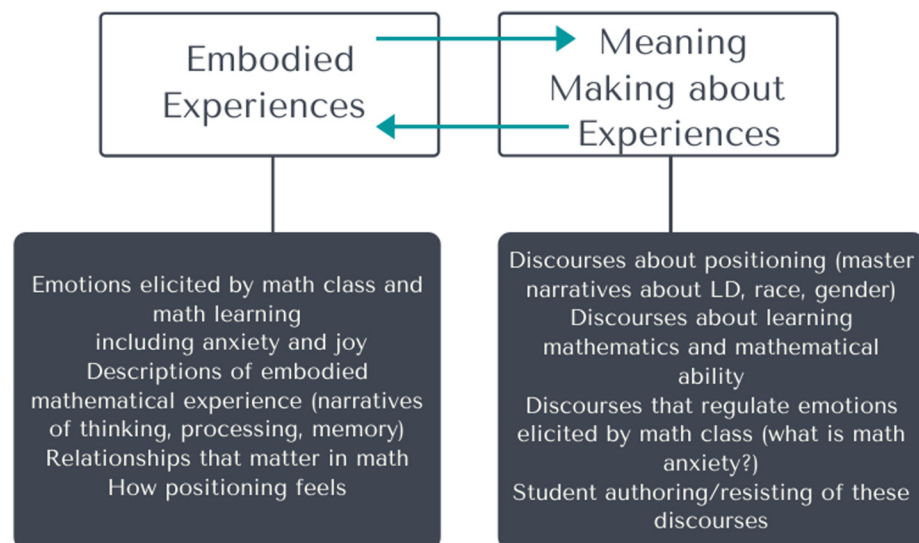 Embodied
Experiences
Meaning
Making about
Experiences
Emotions elicited by math class and
math learning
including anxiety and joy
Descriptions of embodied
mathematical experience (narratives
of thinking, processing, memory)
Relationships that matter in math
How positioning feels
Discourses about positioning (master
narratives about LD, race, gender)
Discourses about learning
mathematics and mathematical
ability
Discourses that regulate emotions
elicited by math class (what is math
anxiety?)
Student authoring/resisting of these
discourses